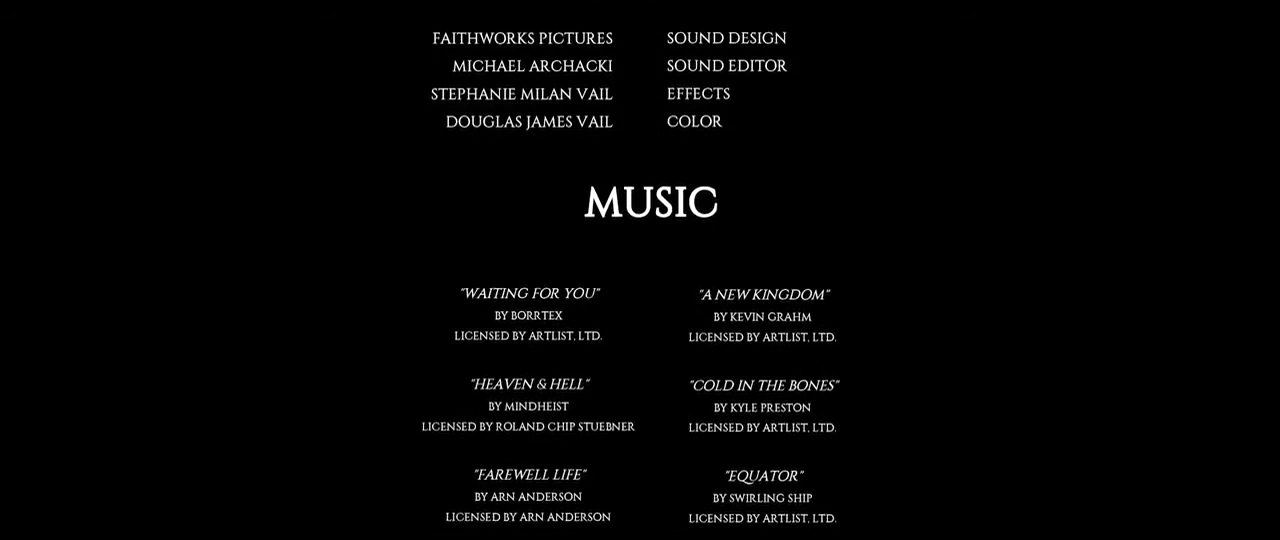 FAITHWORKS PICTURES SOUND DESIGN
MICHAEL ARCHACKI SOUND EDITOR
STEPHANIE MILAN VAIL EFFECTS
DOUGLAS JAMES VAIL COLOR
MUSIC
"WAITING FOR YOU"
BY BORRTEX
LICENSED BY ARTLIST, LTD.
"A NEW KINGDOM"
BY KEVIN GRAHM
LICENSED BY ARTLIST, LTD.
"HEAVEN & HELL"
BY MINDHEIST
LICENSED BY ROLAND CHIP STUEBNER
"COLD IN THE BONES"
BY KYLE PRESTON
LICENSED BY ARTLIST, LTD.
"FAREWELL LIFE"
BY ARN ANDERSON
LICENSED BY ARN ANDERSON
"EQUATOR"
BY SWIRLING SHIP
LICENSED BY ARTLIST, LTD.